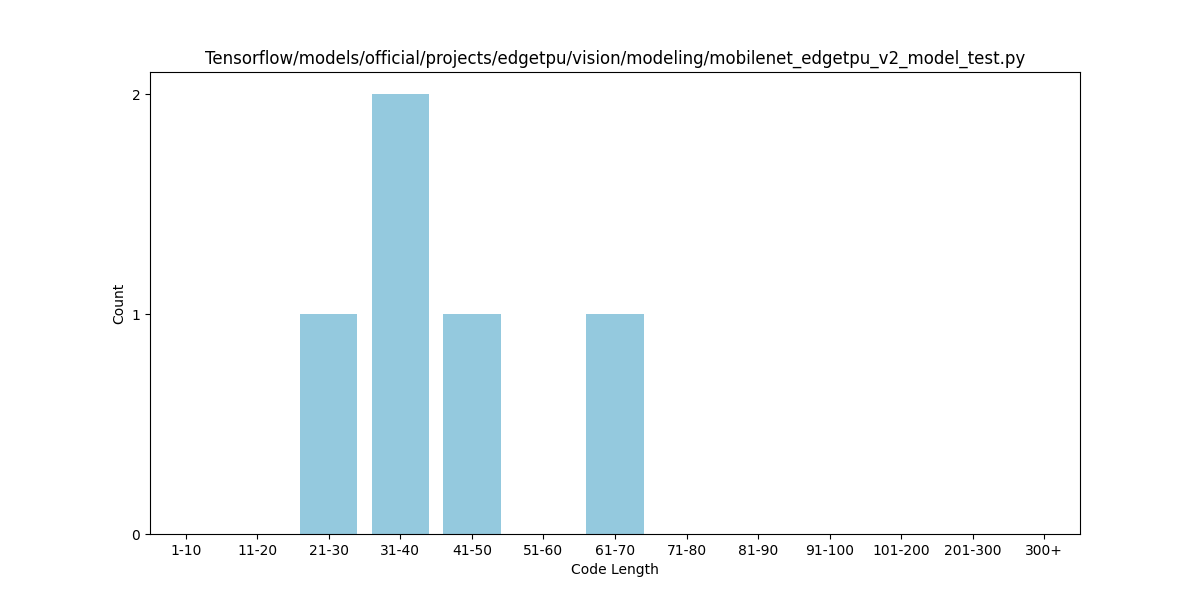 Tensorflow/models/official/projects/edgetpu/vision/modeling/mobilenet_edgetpu_v2_model_test.py
2
1
0
Count
1-10 11-20 21-30 31-40 41-50 51-60 61-70 71-80 81-90 91-100 101-200 201-300 300+
Code Length